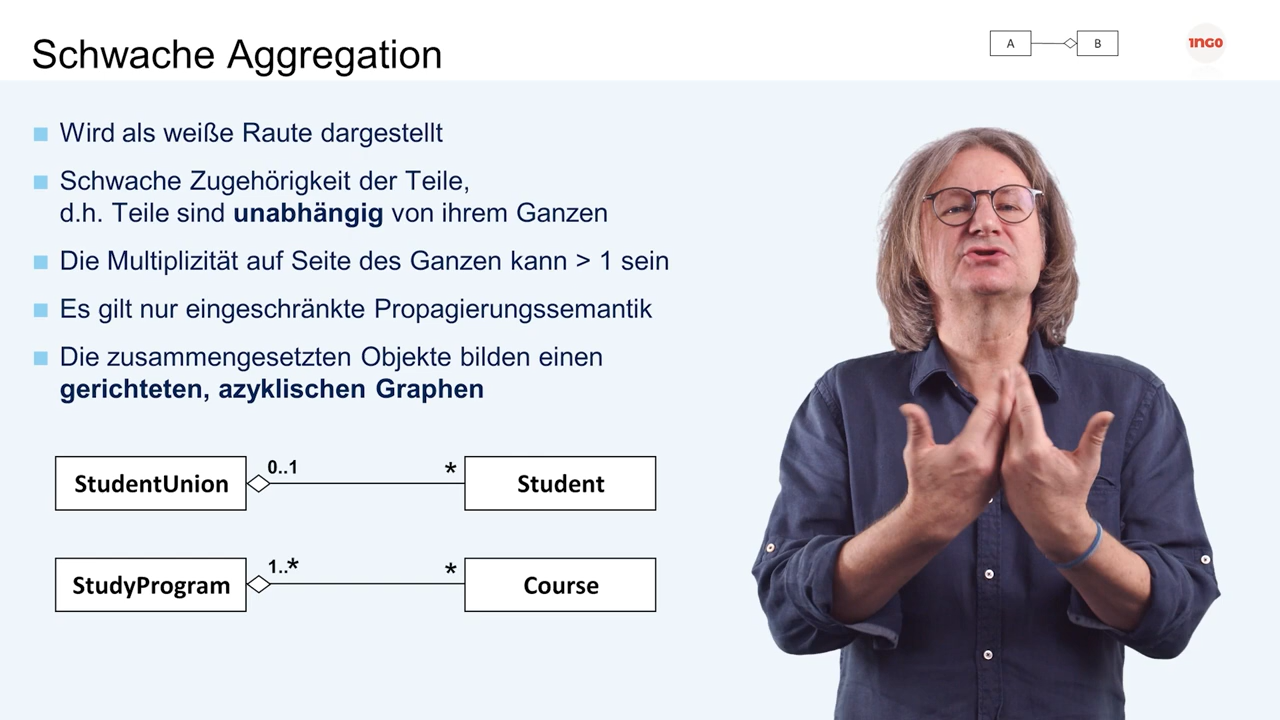 Schwache Aggregation
A
B
1NGO
Wird als weiße Raute dargestellt
Schwache Zugehörigkeit der Teile,
d.h. Teile sind unabhängig von ihrem Ganzen
Die Multiplizität auf Seite des Ganzen kann > 1 sein
Es gilt nur eingeschränkte Propagierungssemantik
Die zusammengesetzten Objekte bilden einen
gerichteten, azyklischen Graphen
StudentUnion 0..1 * Student
StudyProgram 1..* * Course